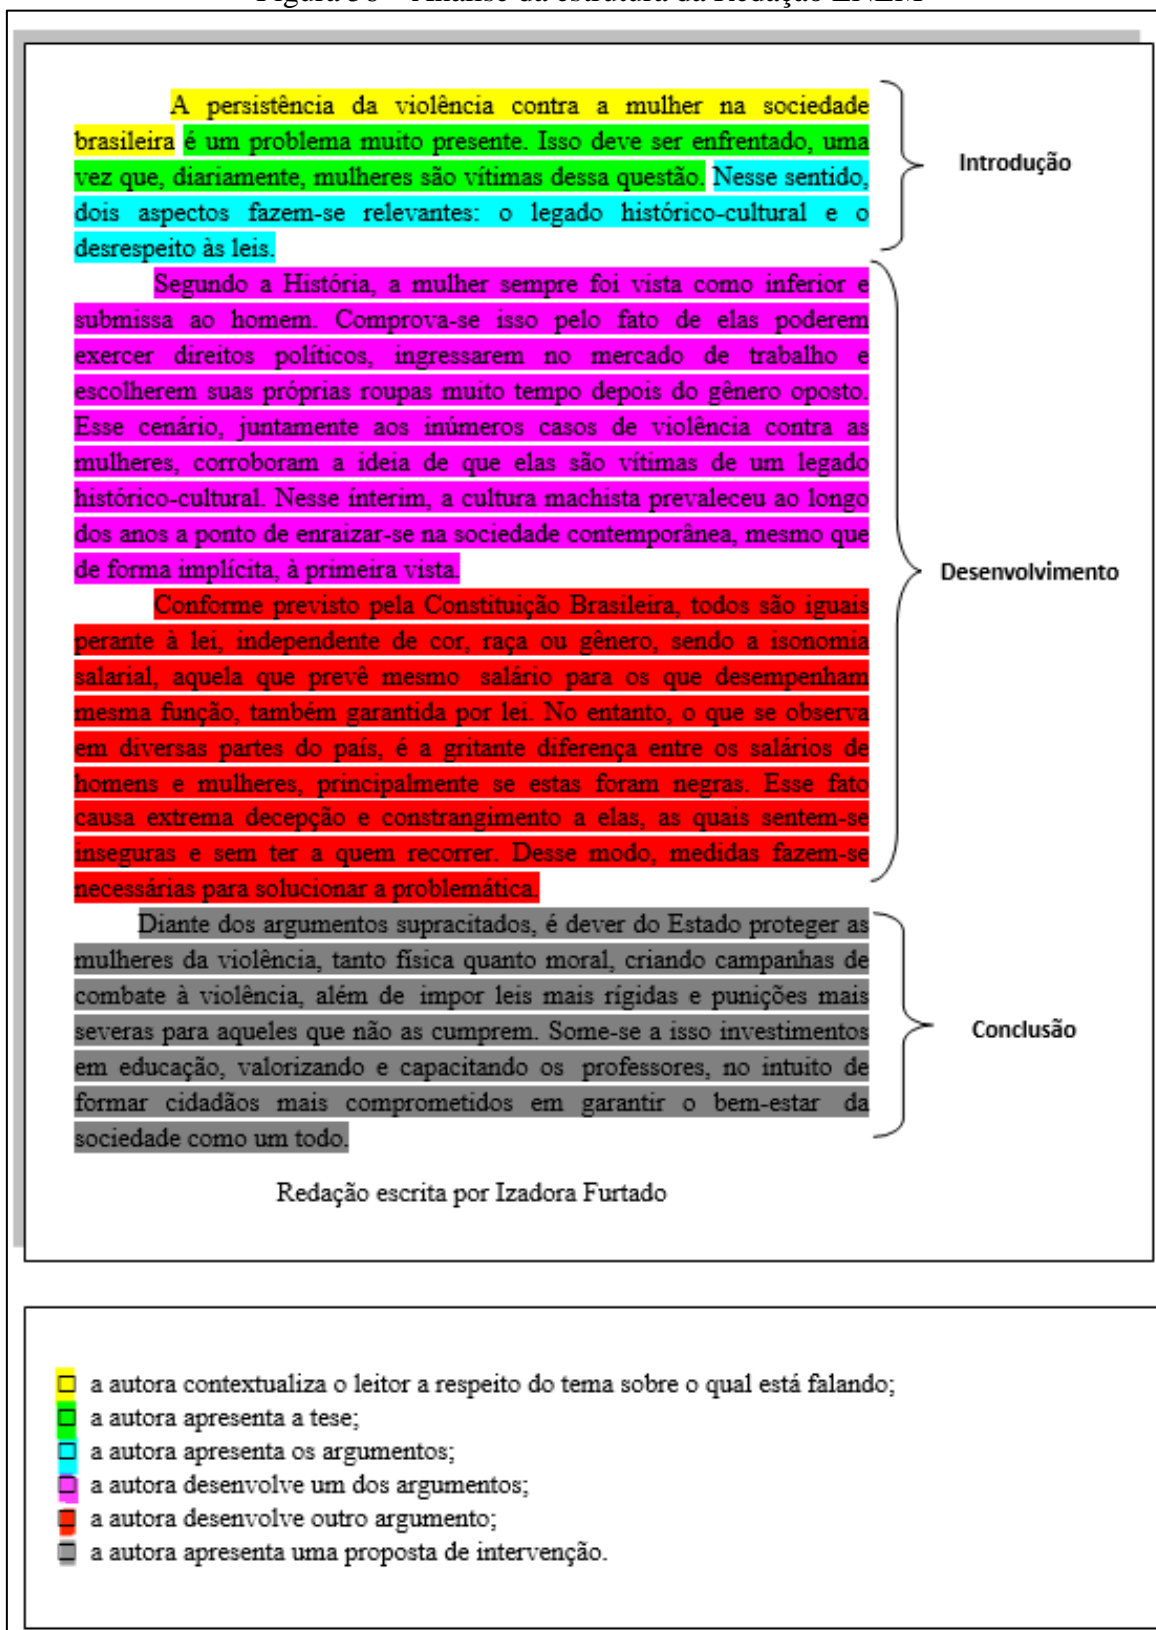 Figura 38 – Análise da estrutura da Redação ENEM
A persistência da violência contra a mulher na sociedade
brasileira é um problema muito presente. Isso deve ser enfrentado, uma
vez que, diariamente, mulheres são vítimas dessa questão. Nesse sentido,
dois aspectos fazem-se relevantes: o legado histórico-cultural e o
desrespeito às leis.
Introdução
Segundo a História, a mulher sempre foi vista como inferior e
submissa ao homem. Comprova-se isso pelo fato de elas poderem
exercer direitos políticos, ingressarem no mercado de trabalho e
escolherem suas próprias roupas muito tempo depois do gênero oposto.
Esse cenário, juntamente aos inúmeros casos de violência contra as
mulheres, corroboram a ideia de que elas são vítimas de um legado
histórico-cultural. Nesse ínterim, a cultura machista prevaleceu ao longo
dos anos a ponto de enraizar-se na sociedade contemporânea, mesmo que
de forma implícita, à primeira vista.
Conforme previsto pela Constituição Brasileira, todos são iguais
perante à lei, independente de cor, raça ou gênero, sendo a isonomia
salarial, aquela que prevê mesmo salário para os que desempenham
mesma função, também garantida por lei. No entanto, o que se observa
em diversas partes do país, é a gritante diferença entre os salários de
homens e mulheres, principalmente se estas foram negras. Esse fato
causa extrema decepção e constrangimento a elas, as quais sentem-se
inseguras e sem ter a quem recorrer. Desse modo, medidas fazem-se
necessárias para solucionar a problemática.
Desenvolvimento
Diante dos argumentos supracitados, é dever do Estado proteger as
mulheres da violência, tanto física quanto moral, criando campanhas de
combate à violência, além de impor leis mais rígidas e punições mais
severas para aqueles que não as cumprem. Some-se a isso investimentos
em educação, valorizando e capacitando os professores, no intuito de
formar cidadãos mais comprometidos em garantir o bem-estar da
sociedade como um todo.
Conclusão
Redação escrita por Izadora Furtado
a autora contextualiza o leitor a respeito do tema sobre o qual está falando;
a autora apresenta a tese;
a autora apresenta os argumentos;
a autora desenvolve um dos argumentos;
a autora desenvolve outro argumento;
a autora apresenta uma proposta de intervenção.